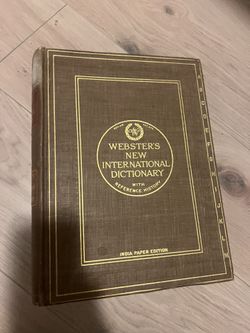 WEBSTER'S
NEW
INTERNATIONAL
DICTIONARY
WITH
REFERENCE HISTORY
INDIA PAPER EDITION